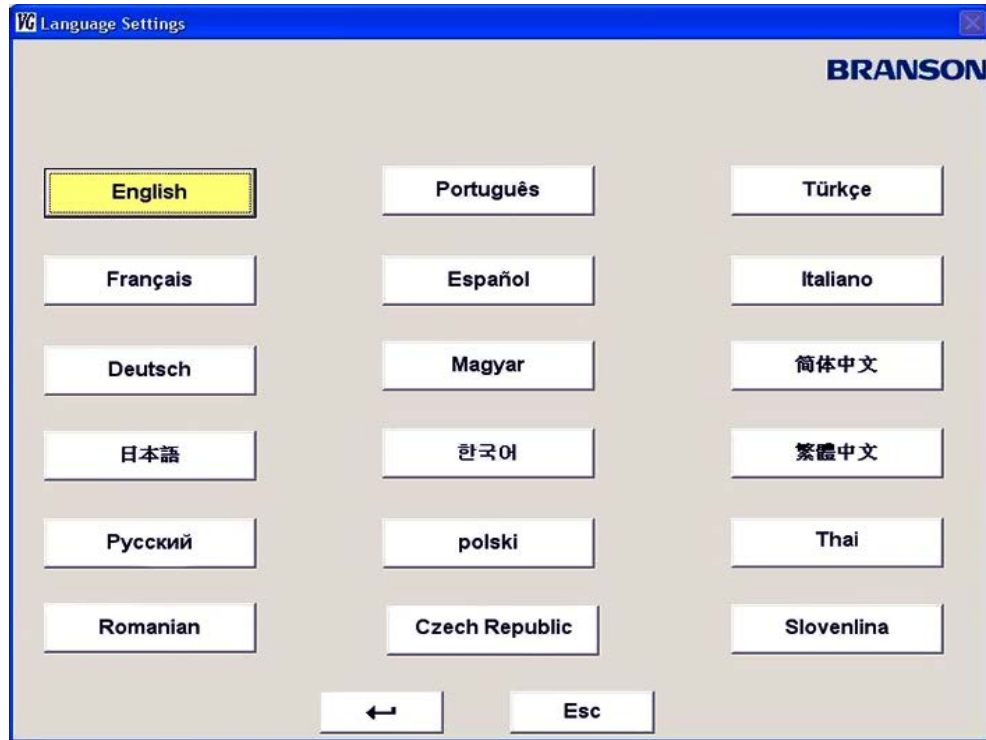 VG Language Settings
BRANSON
English Português Türkçe
Français Español Italiano
Deutsch Magyar 简体中文
日本語 한국어 繁體中文
Русский polski Thai
Romanian Czech Republic Slovenlina
Esc